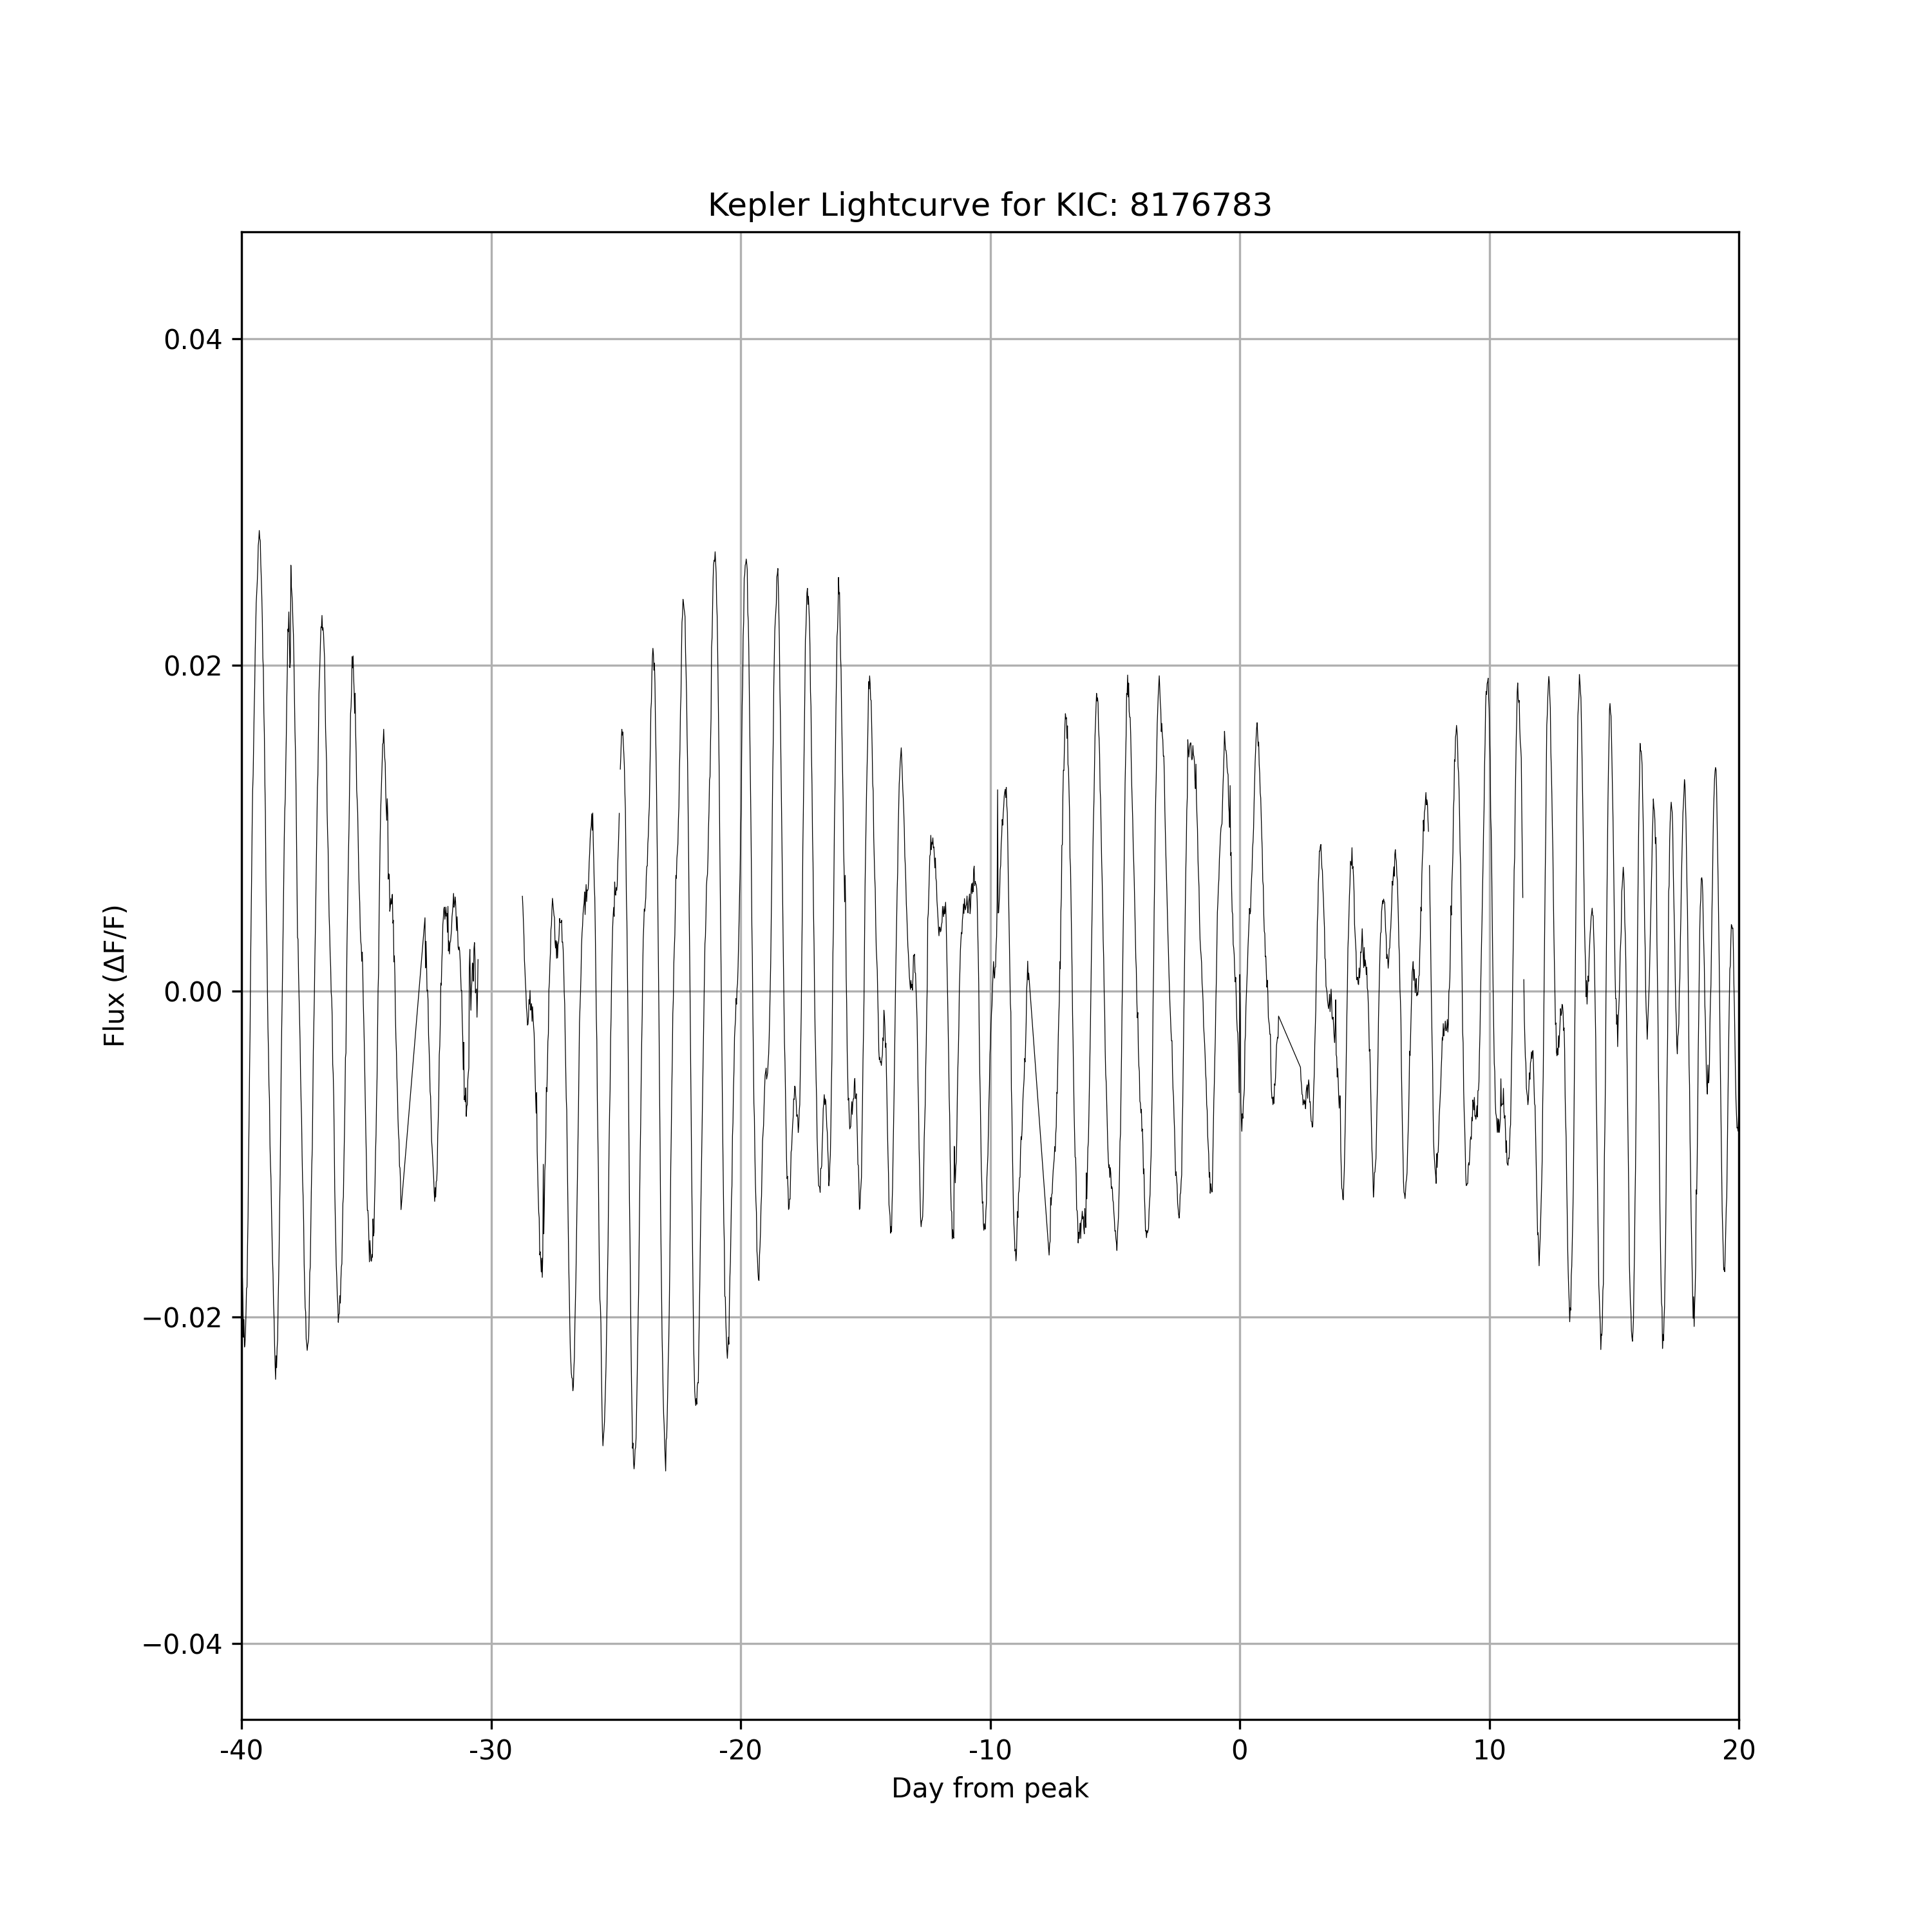 Kepler Lightcurve for KIC: 8176783
Flux (ΔF/F)
0.04
0.02
0.00
−0.02
−0.04
-40 -30 -20 -10 0 10 20
Day from peak